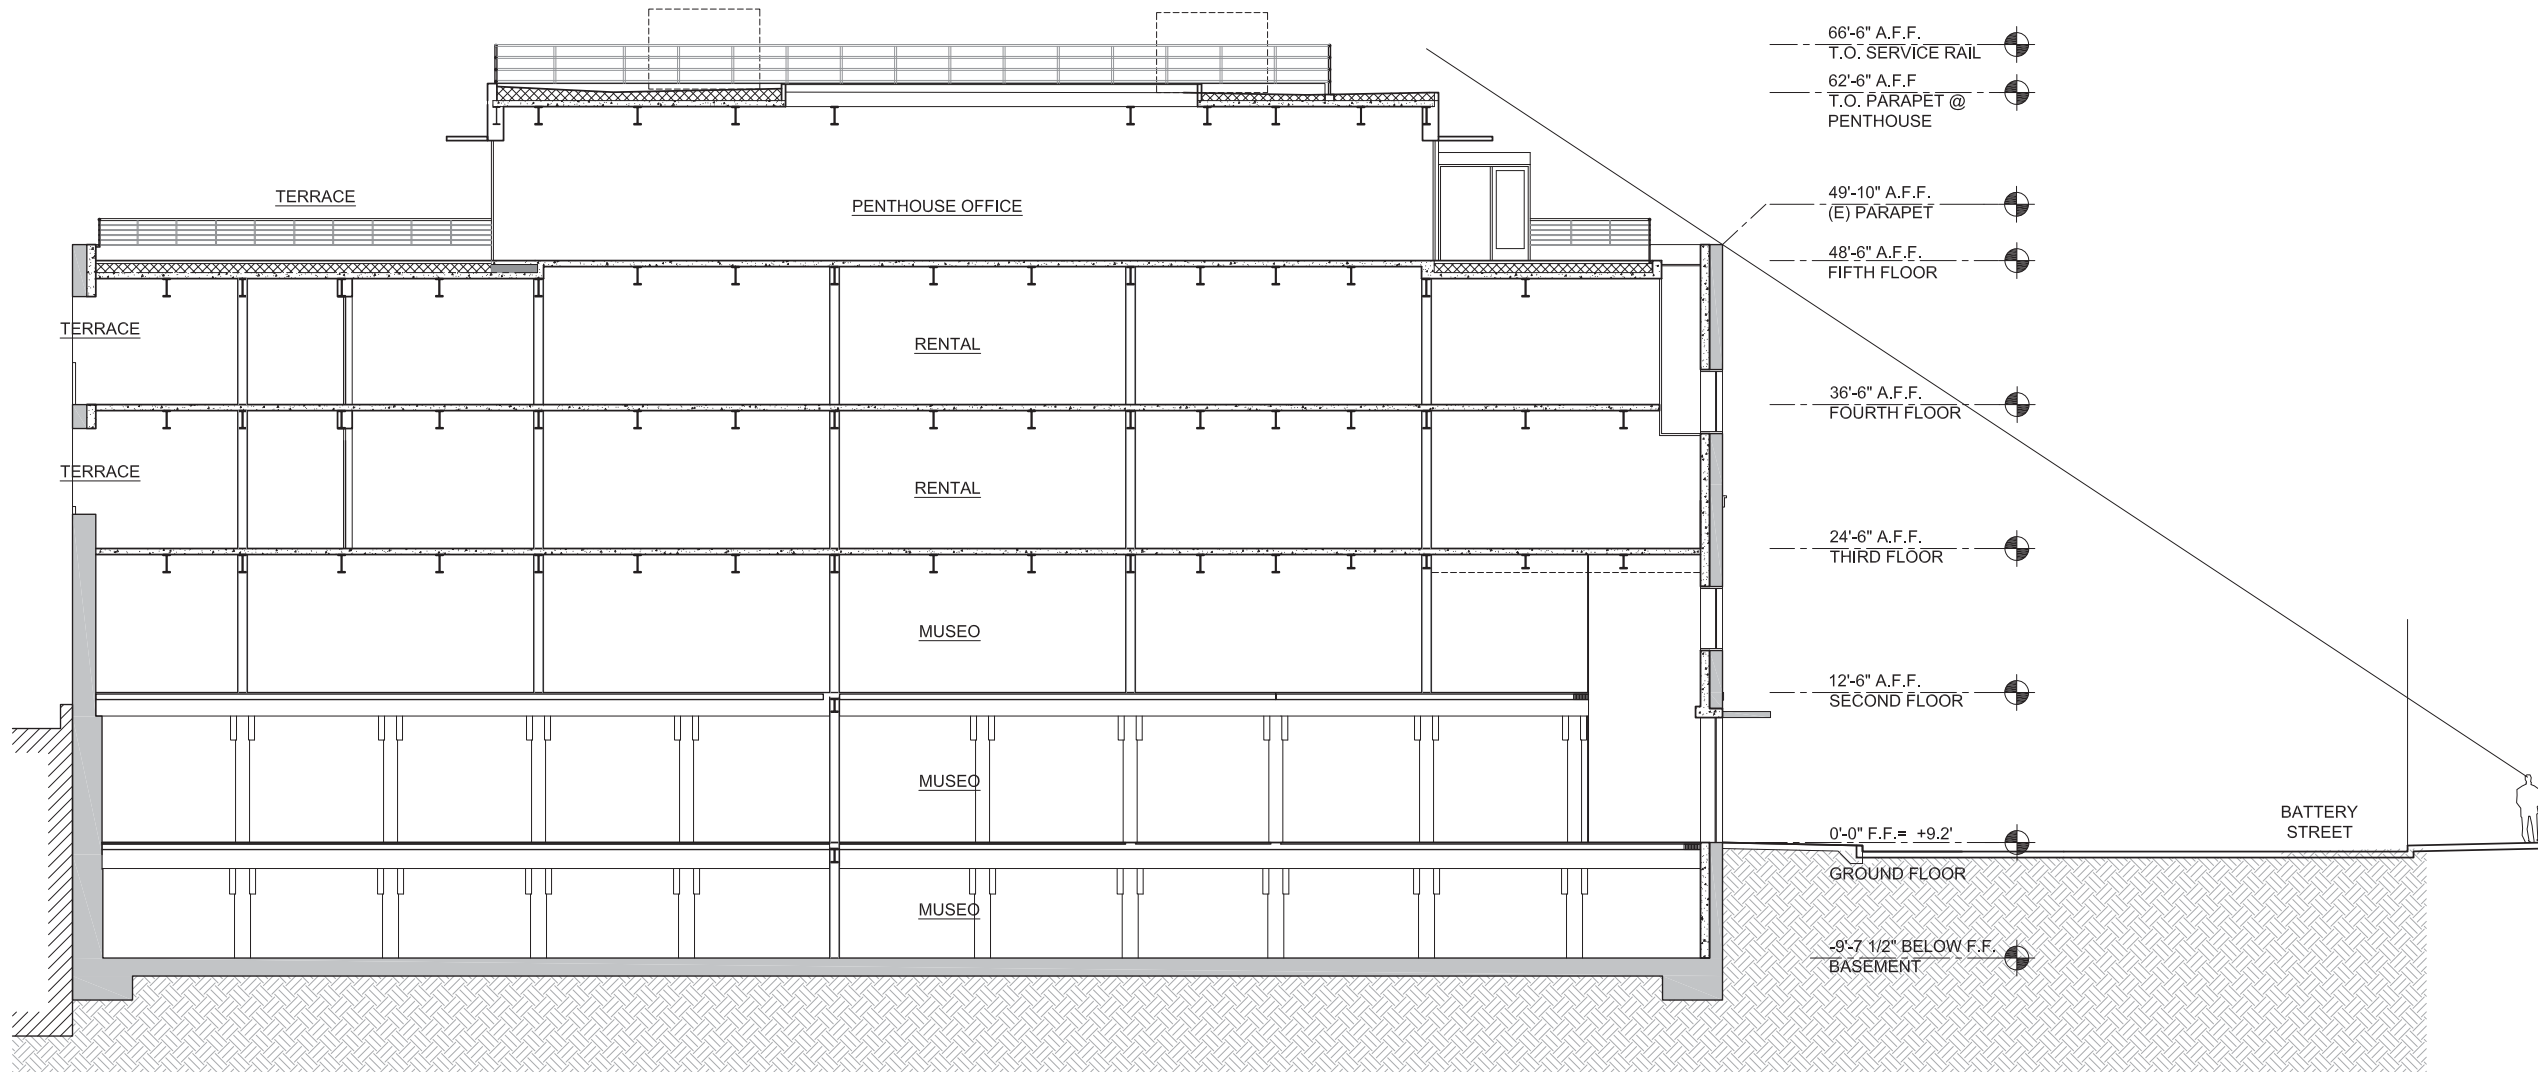 66'-6" A.F.F.
T.O. SERVICE RAIL
62'-6" A.F.F
T.O. PARAPET @
PENTHOUSE
TERRACE
PENTHOUSE OFFICE
49'-10" A.F.F.
(E) PARAPET
48'-6" A.F.F.
FIFTH FLOOR
TERRACE
RENTAL
36'-6" A.F.F.
FOURTH FLOOR
TERRACE
RENTAL
24'-6" A.F.F.
THIRD FLOOR
MUSEO
12'-6" A.F.F.
SECOND FLOOR
MUSEO
BATTERY
STREET
0'-0" F.F.= +9.2'
GROUND FLOOR
MUSEO
-9'-7 1/2" BELOW F.F.
BASEMENT